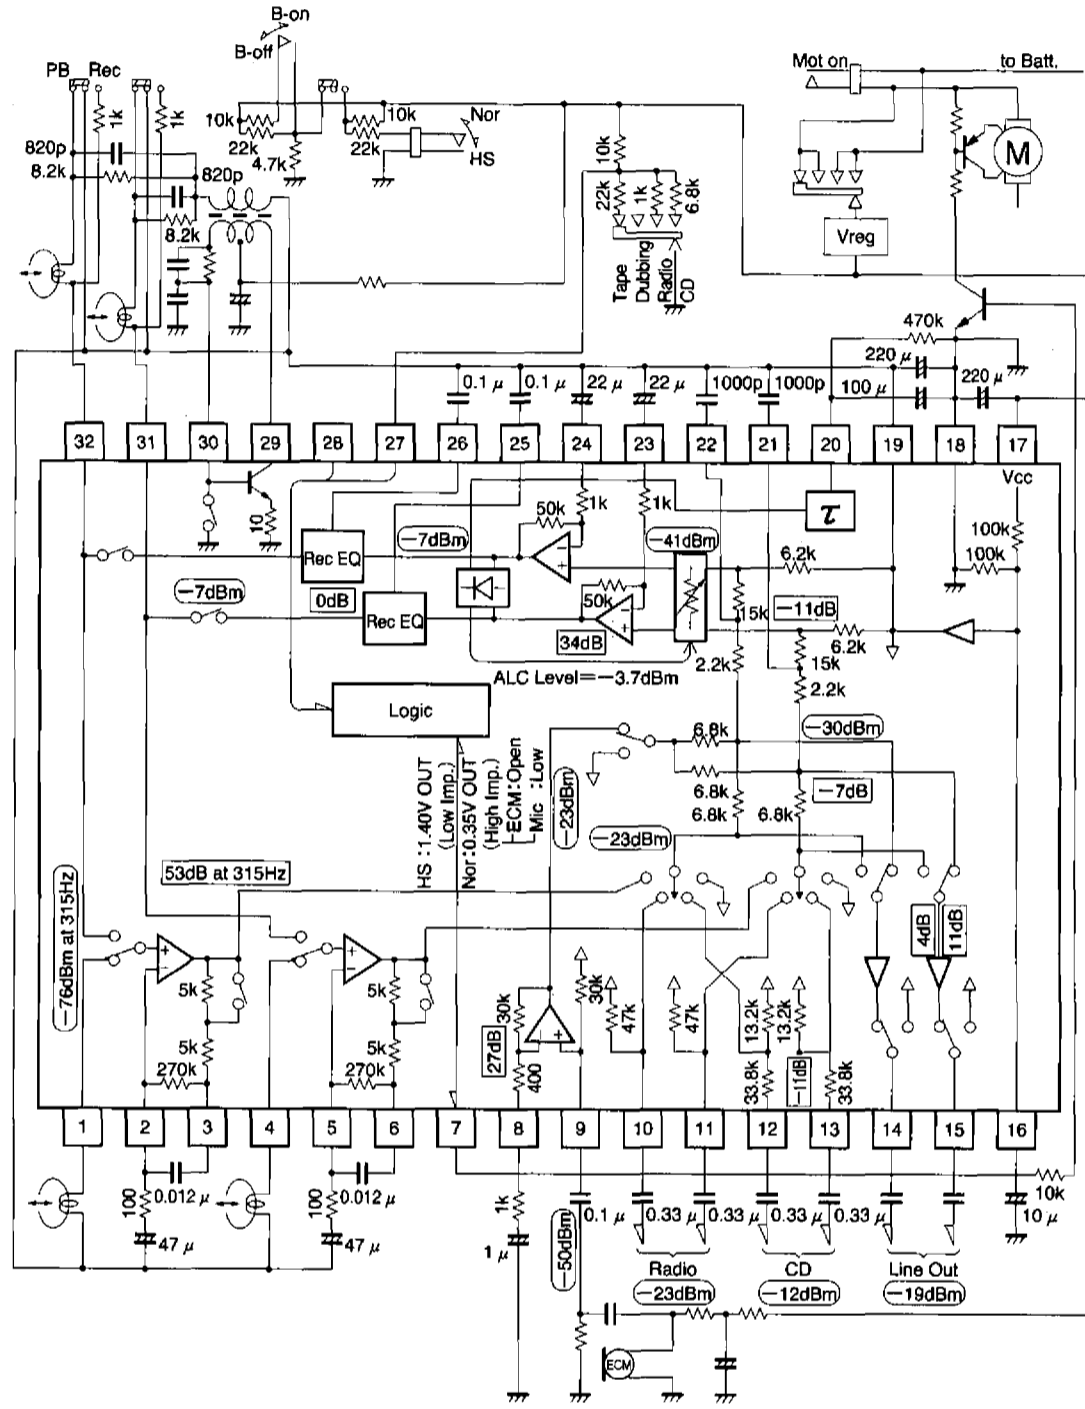 B-on
B-off
PB Rec
Mot on
to Batt.
1k
1k
10k
22k
4.7k
10k
22k
Nor
HS
820p
8.2k
820p
8.2k
10k
22k
1k
6.8k
Tape
Dubbing
Radio
CD
M
Vreg
470k
220 μ
100 μ
220 μ
0.1 μ
0.1 μ
22 μ
22 μ
1000p
1000p
32
31
30
29
28
27
26
25
24
23
22
21
20
19
18
17
Vcc
10
Rec EQ
Rec EQ
0dB
−7dBm
−7dBm
50k
1k
1k
50k
34dB
−41dBm
τ
6.2k
100k
100k
15k
−11dB
6.2k
2.2k
15k
2.2k
ALC Level=−3.7dBm
Logic
HS :1.40V OUT
(Low Imp.)
Nor:0.35V OUT
(High Imp.)
ECM:Open
Mic :Low
−23dBm
6.8k
−30dBm
6.8k
−7dB
6.8k
6.8k
−23dBm
53dB at 315Hz
−76dBm at 315Hz
4dB
11dB
5k
5k
270k
5k
5k
270k
27dB
30k
400
30k
47k
47k
13.2k
13.2k
−11dB
33.8k
33.8k
1
2
3
4
5
6
7
8
9
10
11
12
13
14
15
16
100
0.012 μ
47 μ
100
0.012 μ
47 μ
1k
1 μ
−50dBm
0.1 μ
0.33 μ
0.33 μ
0.33 μ
0.33 μ
10k
10 μ
Radio
−23dBm
CD
−12dBm
Line Out
−19dBm
ECM